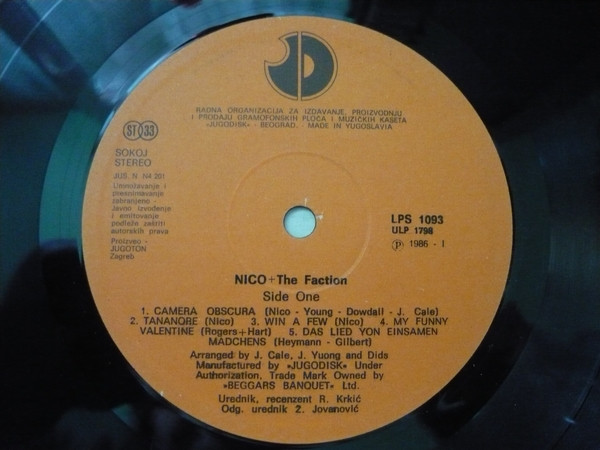 JD
RADNA ORGANIZACIJA ZA IZDAVANJE, PROIZVODNJU
I PRODAJU GRAMOFONSKIH PLOČA I MUZIČKIH KASETA
»JUGODISK« - BEOGRAD. - MADE IN YUGOSLAVIA
ST 33
SOKOJ
STEREO
JUS. N. N4 201
Umnožavanje i
presnimavanje
zabranjeno -
Javno izvođenje
i emitovanje
podleže zaštiti
autorskih prava
Proizveo -
JUGOTON
Zagreb
LPS 1093
ULP 1798
Ⓟ 1986 - I
NICO+The Faction
Side One
1. CAMERA OBSCURA (Nico - Young - Dowdall - J. Cale)
2. TANANORE (Nico) 3. WIN A FEW (Nico) 4. MY FUNNY
VALENTINE (Rogers+Hart) 5. DAS LIED YON EINSAMEN
MÄDCHENS (Heymann - Gilbert)
Arranged by J. Cale, J. Yuong and Dids
Manufactured by »JUGODISK« Under
Authorization, Trade Mark Owned by
»BEGGARS BANQUET« Ltd.
Urednik, recenzent R. Krkić
Odg. urednik 2. Jovanović